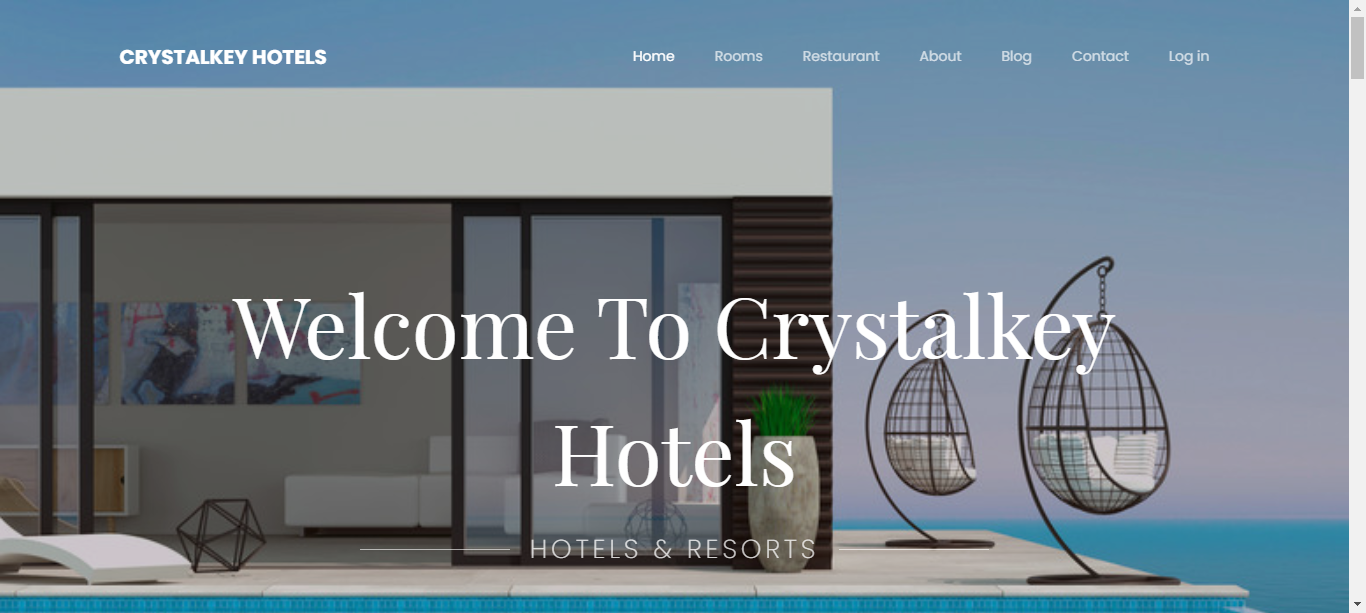 CRYSTALKEY HOTELS
Home Rooms Restaurant About Blog Contact Log in
Welcome To Crystalkey
Hotels
HOTELS & RESORTS